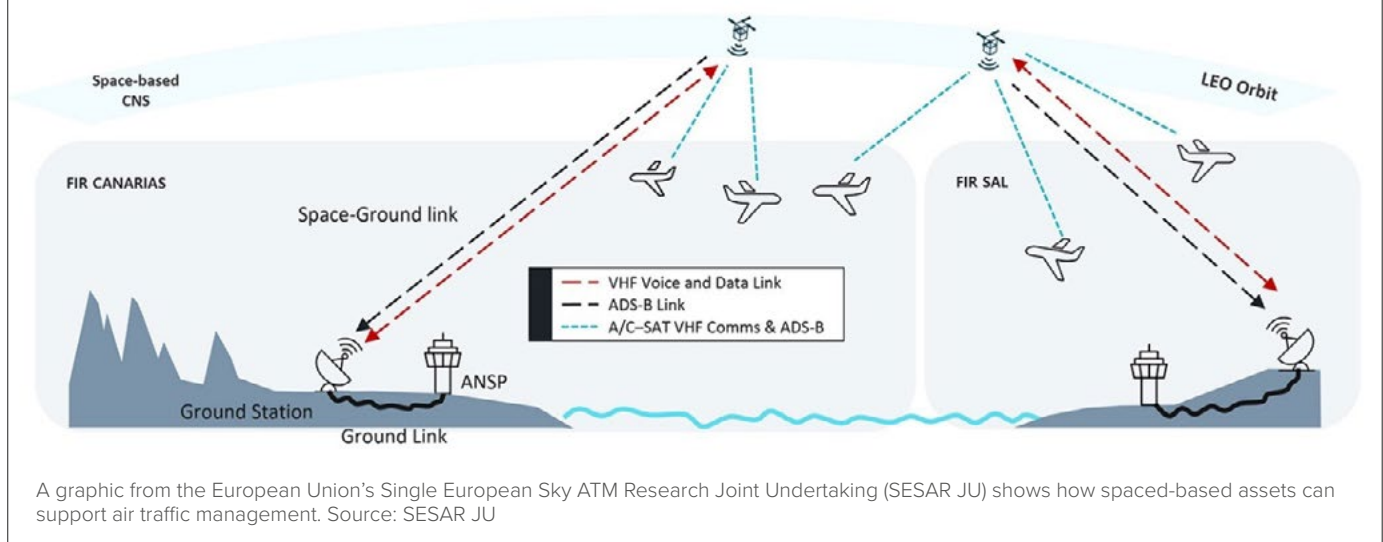 Space-based
CNS
LEO Orbit
FIR CANARIAS
FIR SAL
Space-Ground link
VHF Voice and Data Link
ADS-B Link
A/C–SAT VHF Comms & ADS-B
ANSP
Ground Station
Ground Link
A graphic from the European Union’s Single European Sky ATM Research Joint Undertaking (SESAR JU) shows how spaced-based assets can
support air traffic management. Source: SESAR JU